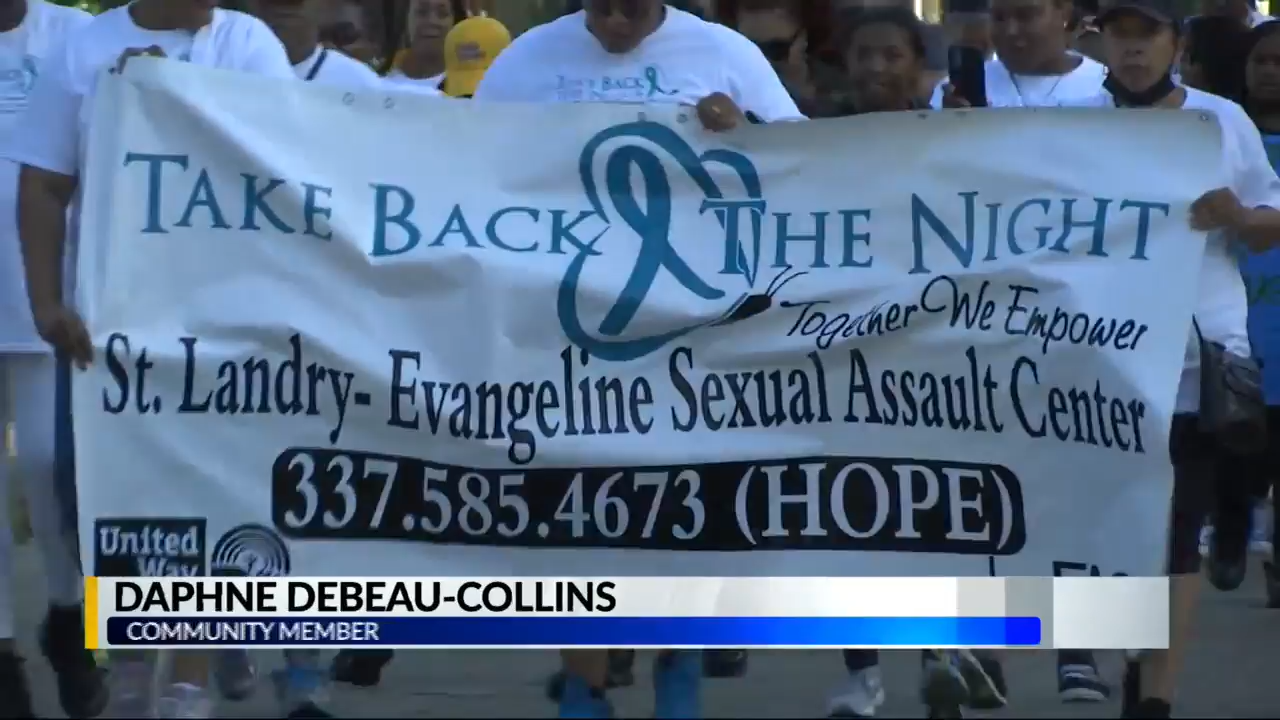 TAKE BACK THE NIGHT
Together We Empower
St. Landry- Evangeline Sexual Assault Center
337.585.4673 (HOPE)
United
Way
DAPHNE DEBEAU-COLLINS
COMMUNITY MEMBER